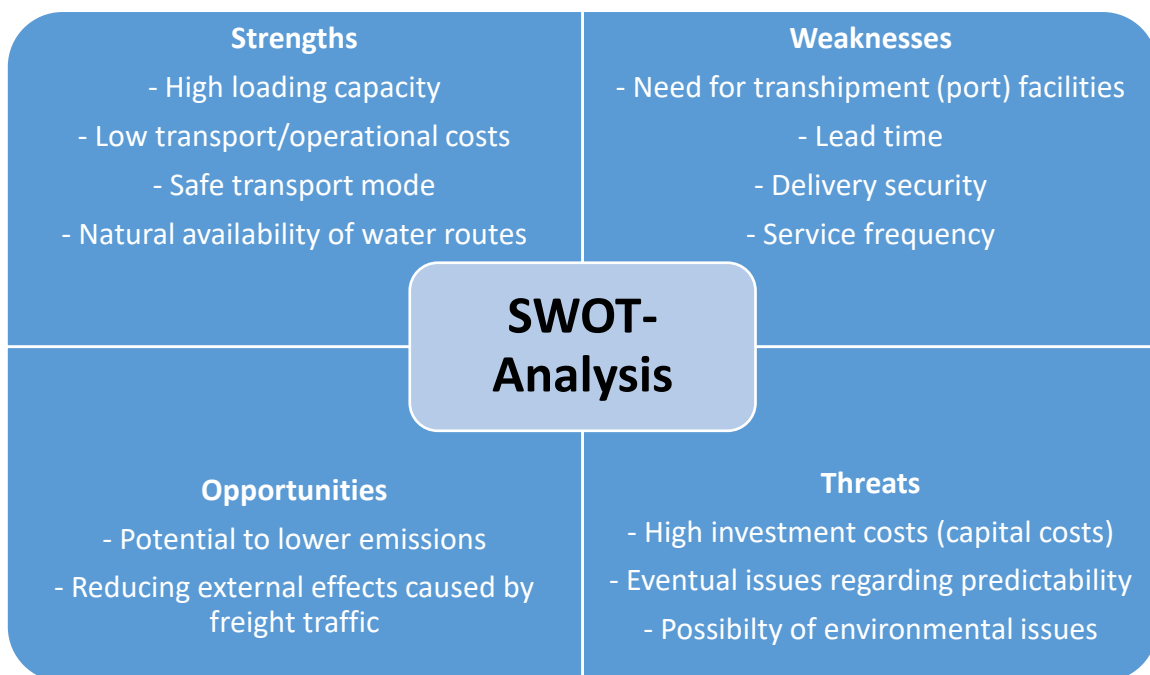 Strengths
- High loading capacity
- Low transport/operational costs
- Safe transport mode
- Natural availability of water routes
Weaknesses
- Need for transhipment (port) facilities
- Lead time
- Delivery security
- Service frequency
SWOT-
Analysis
Opportunities
- Potential to lower emissions
- Reducing external effects caused by
freight traffic
Threats
- High investment costs (capital costs)
- Eventual issues regarding predictability
- Possibilty of environmental issues